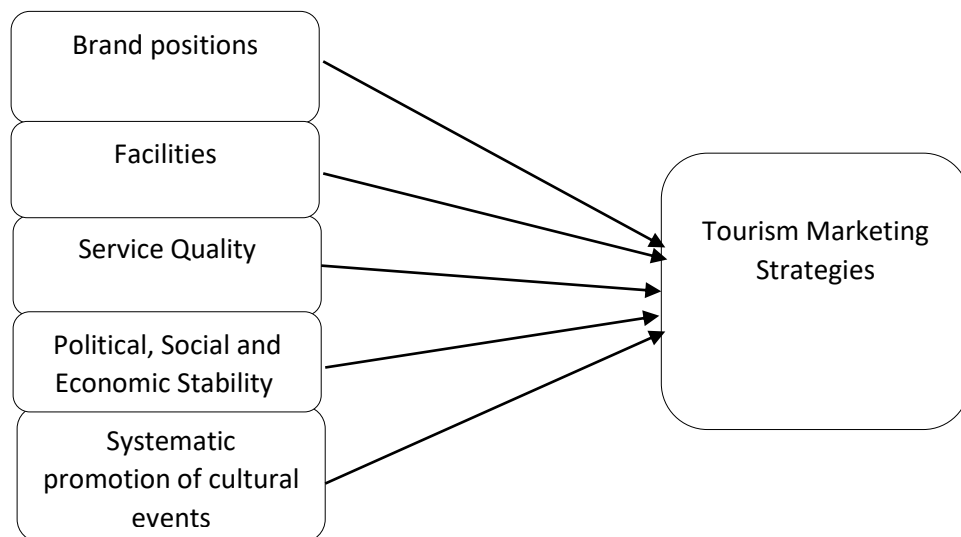 Brand positions
Facilities
Service Quality
Political, Social and
Economic Stability
Systematic
promotion of cultural
events
Tourism Marketing
Strategies